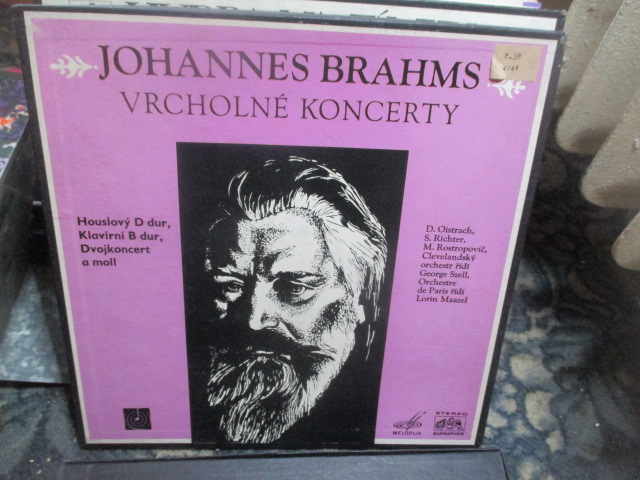 JOHANNES BRAHMS
VRCHOLNÉ KONCERTY
Houslový D dur,
Klavírní B dur,
Dvojkoncert
a moll
D. Oistrach,
S. Richter,
M. Rostropovič,
Clevelandský
orchestr řídí
George Szell,
Orchestre
de Paris řídí
Lorin Maazel
MELODIJA
STEREO
SUPRAPHON